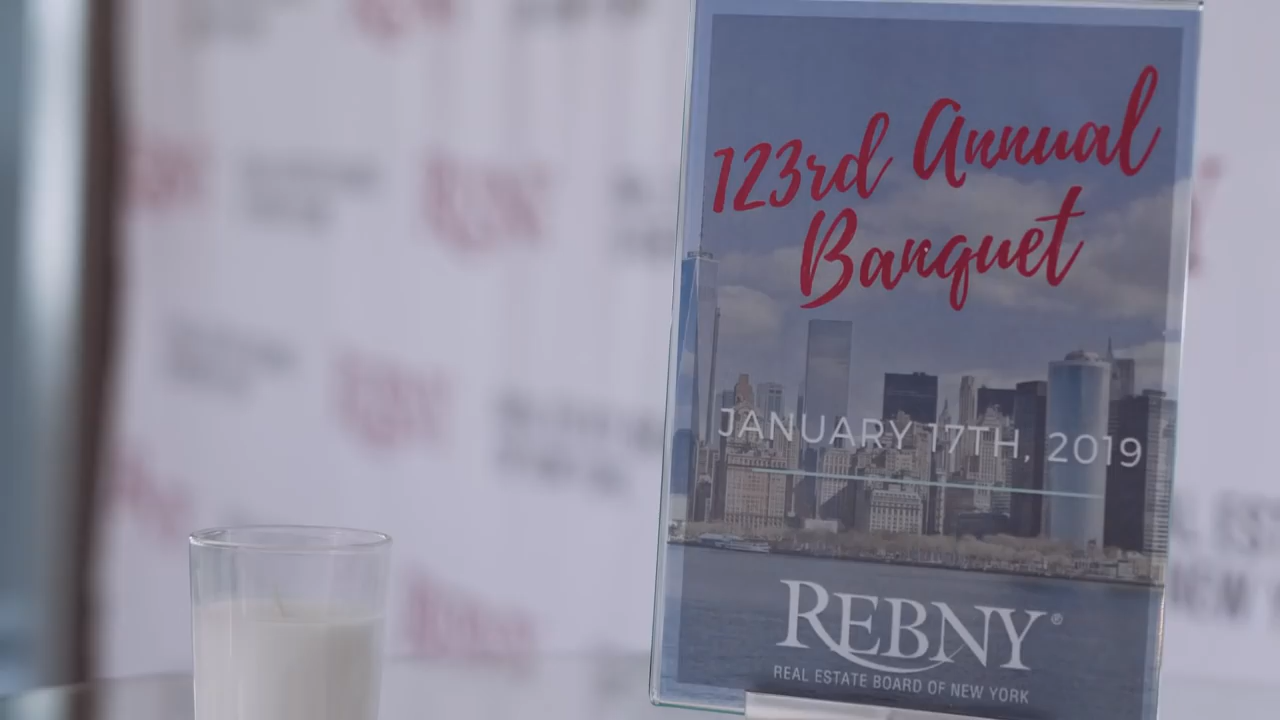 123rd Annual
Banquet
JANUARY 17TH, 2019
REBNY®
REAL ESTATE BOARD OF NEW YORK